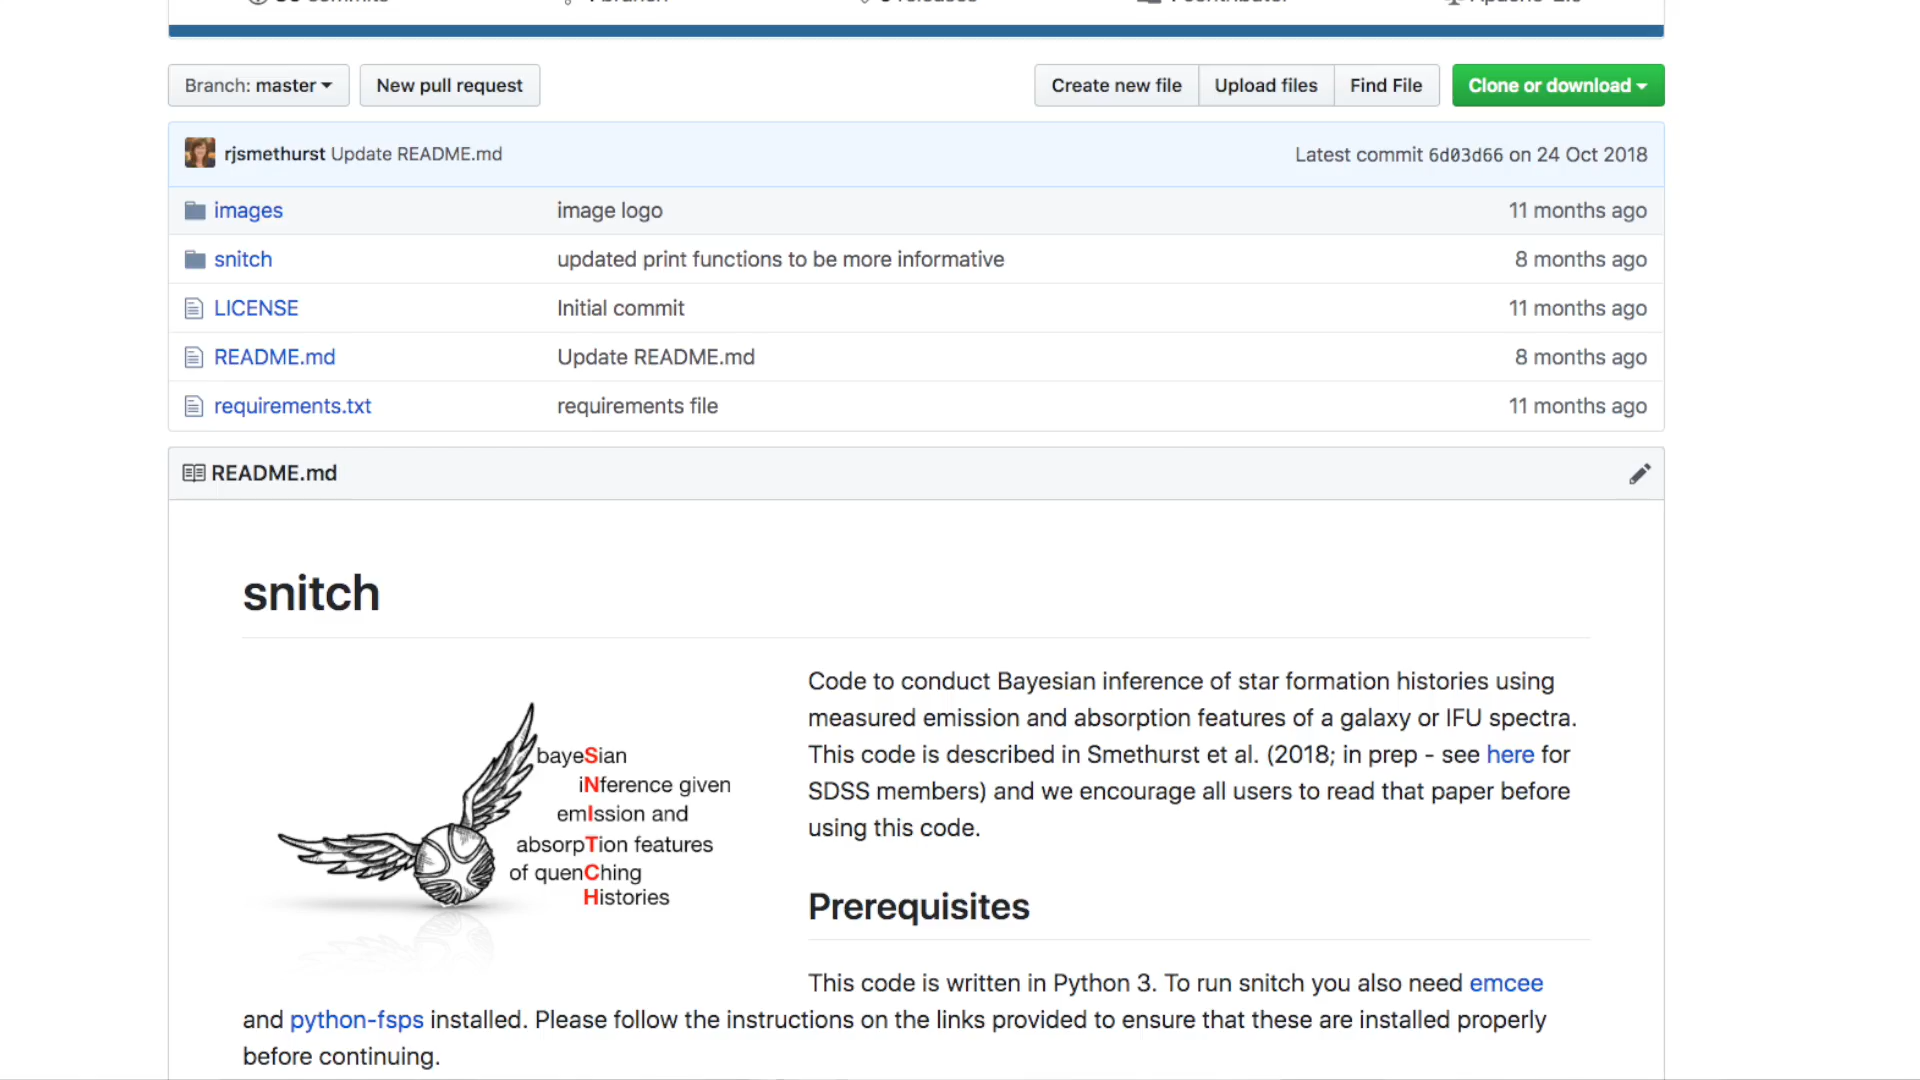 Branch: master New pull request Create new file Upload files Find File Clone or download
rjsmethurst Update README.md Latest commit 6d03d66 on 24 Oct 2018
images image logo 11 months ago
snitch updated print functions to be more informative 8 months ago
LICENSE Initial commit 11 months ago
README.md Update README.md 8 months ago
requirements.txt requirements file 11 months ago
README.md
snitch
bayeSian
iNference given
emIssion and
absorpTion features
of quenChing
Histories
Code to conduct Bayesian inference of star formation histories using
measured emission and absorption features of a galaxy or IFU spectra.
This code is described in Smethurst et al. (2018; in prep - see here for
SDSS members) and we encourage all users to read that paper before
using this code.
Prerequisites
This code is written in Python 3. To run snitch you also need emcee
and python-fsps installed. Please follow the instructions on the links provided to ensure that these are installed properly
before continuing.